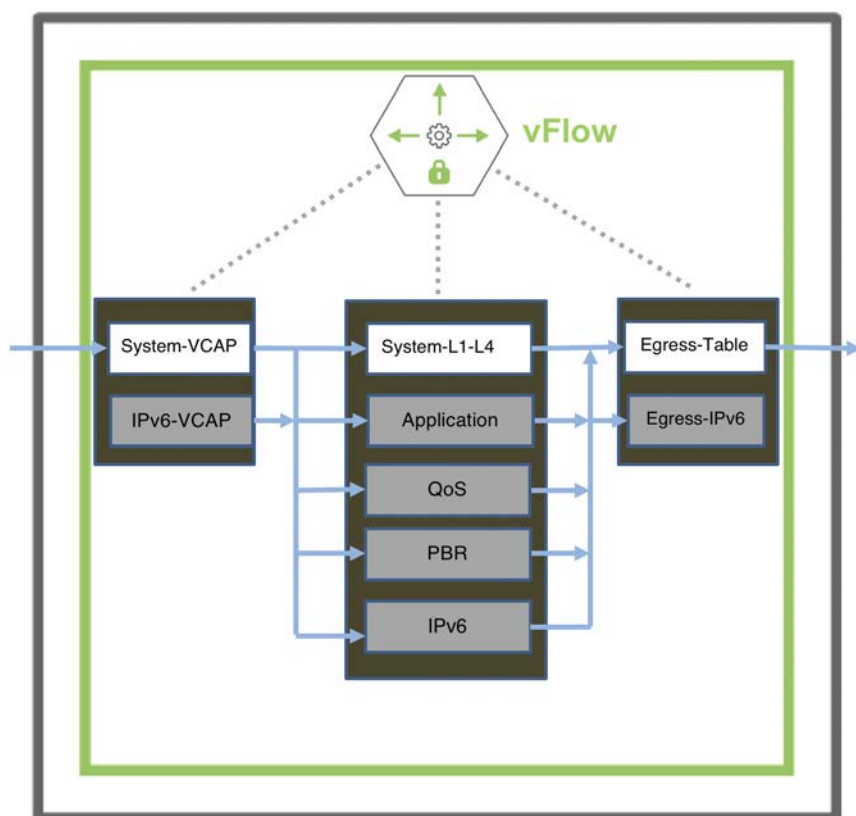 vFlow
System-VCAP
IPv6-VCAP
System-L1-L4
Application
QoS
PBR
IPv6
Egress-Table
Egress-IPv6